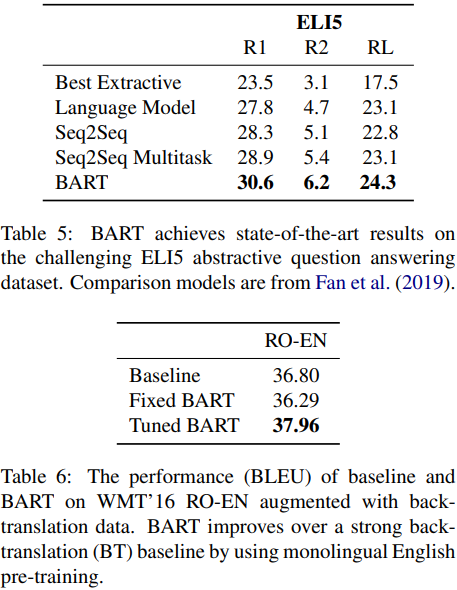 ELI5
R1 R2 RL
Best Extractive 23.5 3.1 17.5
Language Model 27.8 4.7 23.1
Seq2Seq 28.3 5.1 22.8
Seq2Seq Multitask 28.9 5.4 23.1
BART 30.6 6.2 24.3
Table 5: BART achieves state-of-the-art results on
the challenging ELI5 abstractive question answering
dataset. Comparison models are from Fan et al. (2019).
RO-EN
Baseline 36.80
Fixed BART 36.29
Tuned BART 37.96
Table 6: The performance (BLEU) of baseline and
BART on WMT'16 RO-EN augmented with back-
translation data. BART improves over a strong back-
translation (BT) baseline by using monolingual English
pre-training.